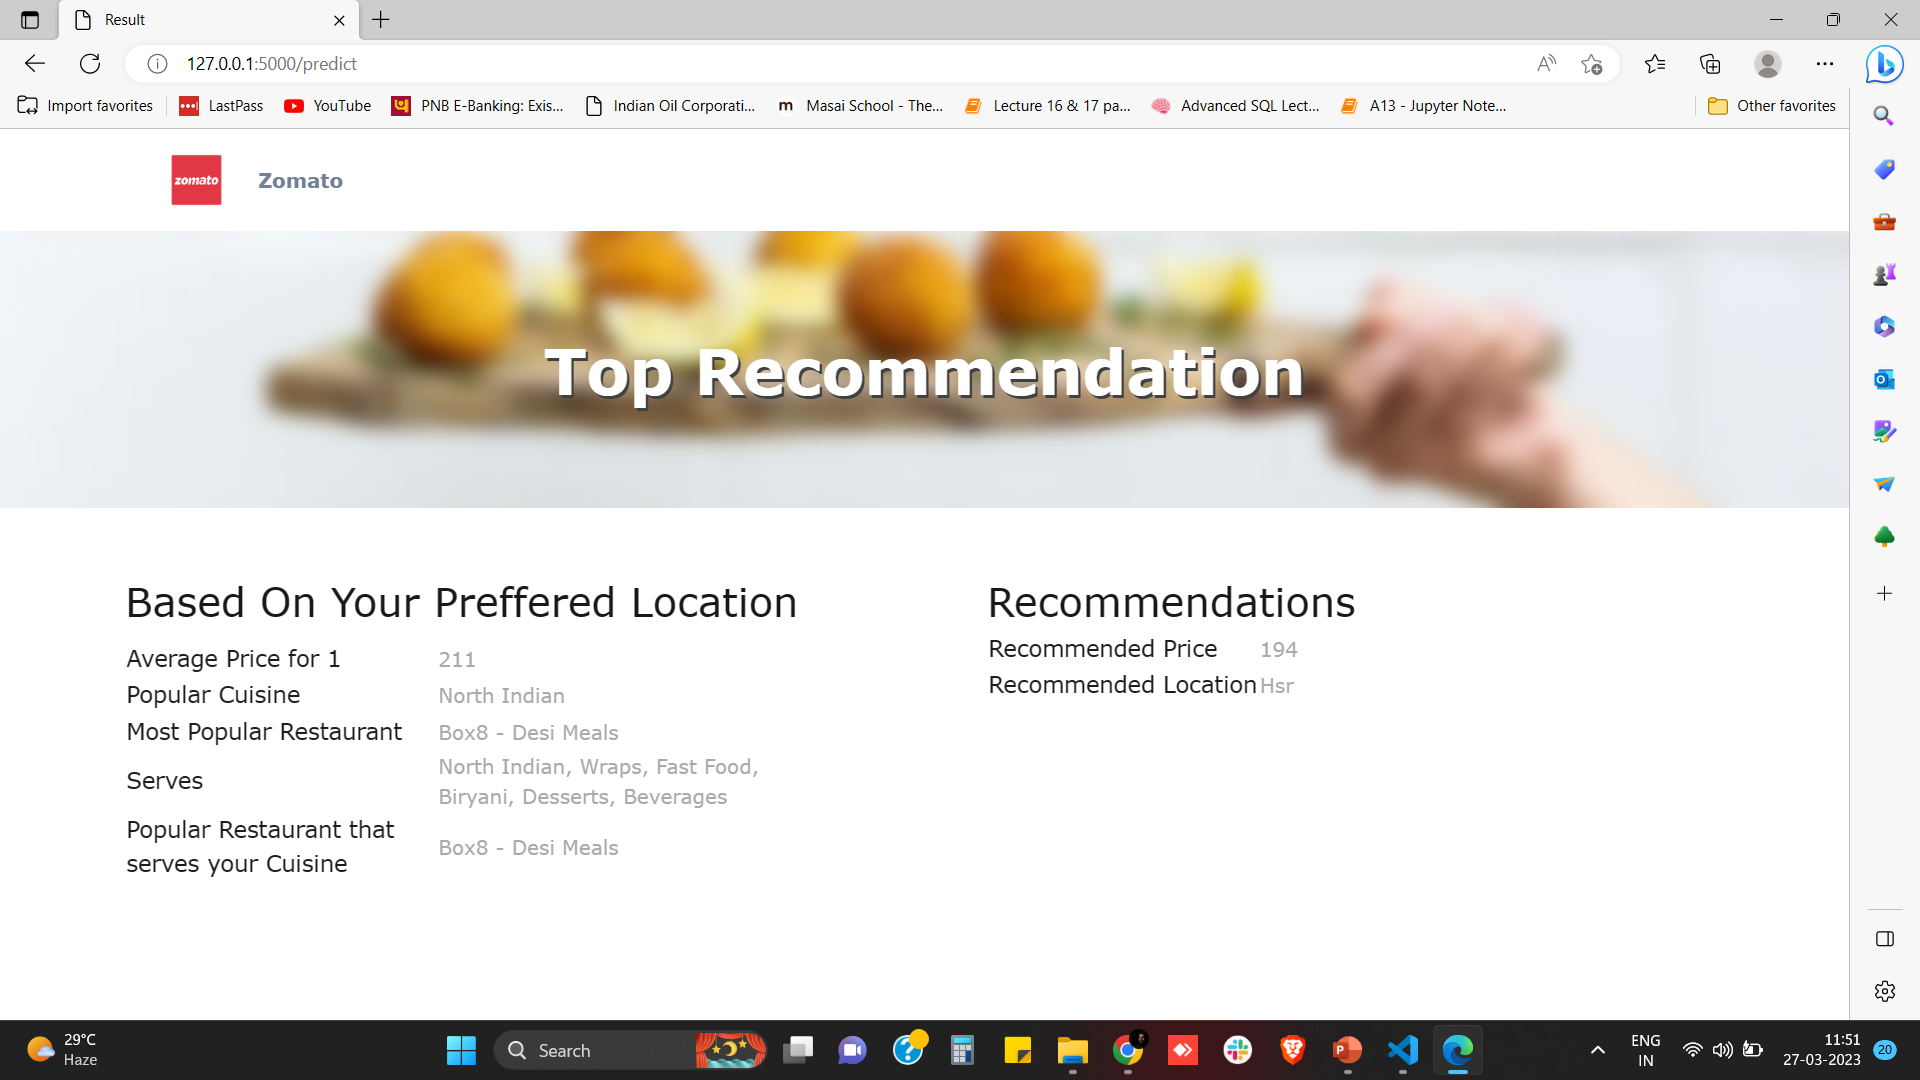 Result
127.0.0.1:5000/predict
Import favorites
LastPass
YouTube
PNB E-Banking: Exis...
Indian Oil Corporati...
m
Masai School - The...
Lecture 16 & 17 pa...
Advanced SQL Lect...
A13 - Jupyter Note...
Other favorites
zomato
Zomato
Top Recommendation
Based On Your Preffered Location
Average Price for 1 211
Popular Cuisine North Indian
Most Popular Restaurant Box8 - Desi Meals
Serves North Indian, Wraps, Fast Food,
Biryani, Desserts, Beverages
Popular Restaurant that
serves your Cuisine
Box8 - Desi Meals
Recommendations
Recommended Price 194
Recommended Location Hsr
29°C
Haze
Search
ENG
IN
11:51
27-03-2023
20